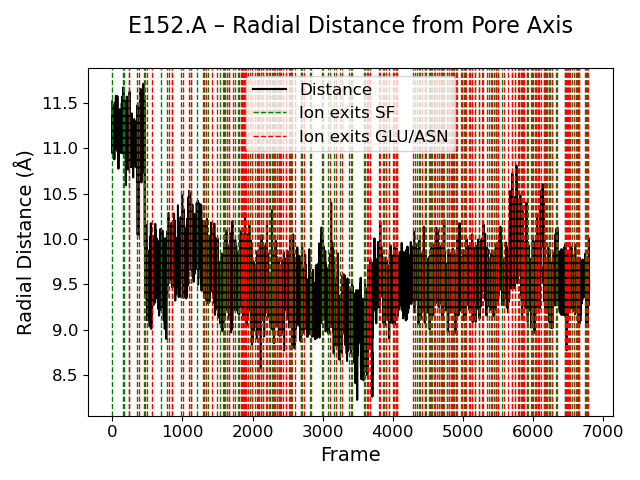 E152.A – Radial Distance from Pore Axis
Distance
Ion exits SF
Ion exits GLU/ASN
Radial Distance (Å)
11.5
11.0
10.5
10.0
9.5
9.0
8.5
0 1000 2000 3000 4000 5000 6000 7000
Frame